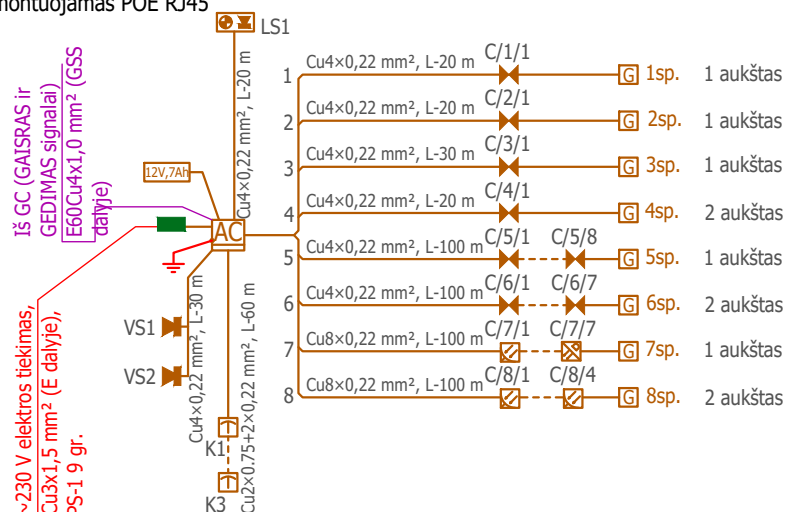 montuojamas POE RJ45
LS1
Iš GC (GAISRAS ir
GEDIMAS signalai)
E60Cu4x1,0 mm² (GSS
dalyje)
12V,7Ah
AC
Cu4×0,22 mm², L-20 m
1 Cu4×0,22 mm², L-20 m C/1/1 G 1sp. 1 aukštas
2 Cu4×0,22 mm², L-20 m C/2/1 G 2sp. 1 aukštas
3 Cu4×0,22 mm², L-30 m C/3/1 G 3sp. 1 aukštas
4 Cu4×0,22 mm², L-20 m C/4/1 G 4sp. 2 aukštas
5 Cu4×0,22 mm², L-100 m C/5/1 C/5/8 G 5sp. 1 aukštas
6 Cu4×0,22 mm², L-100 m C/6/1 C/6/7 G 6sp. 2 aukštas
7 Cu8×0,22 mm², L-100 m C/7/1 C/7/7 G 7sp. 1 aukštas
8 Cu8×0,22 mm², L-100 m C/8/1 C/8/4 G 8sp. 2 aukštas
VS1
VS2
Cu4×0,22 mm², L-30 m
Cu2×0.75+2×0,22 mm², L-60 m
K1
K3
~230 V elektros tiekimas,
Cu3x1,5 mm² (E dalyje),
PS-1 9 gr.